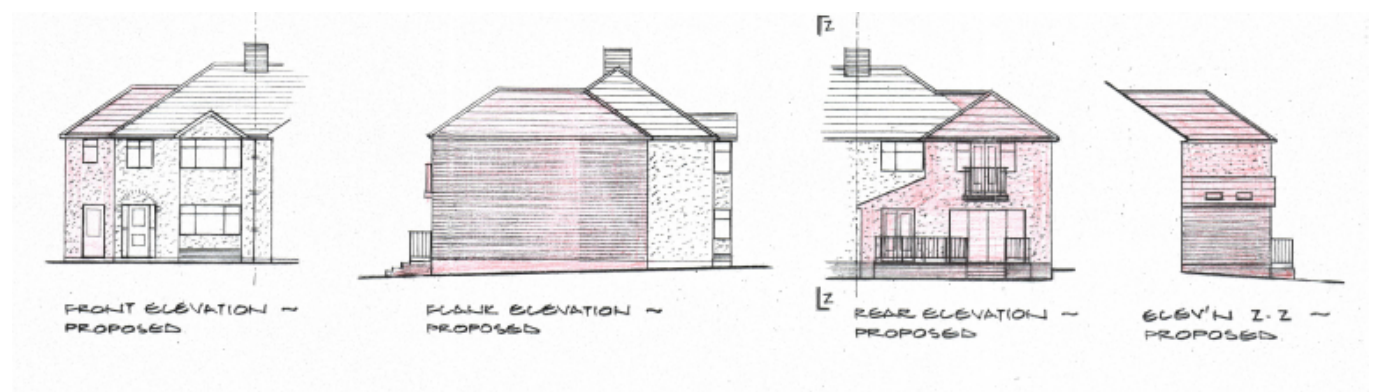 Z
Z
FRONT ELEVATION ~
PROPOSED
FLANK ELEVATION ~
PROPOSED
REAR ELEVATION ~
PROPOSED
ELEV'N Z-Z ~
PROPOSED